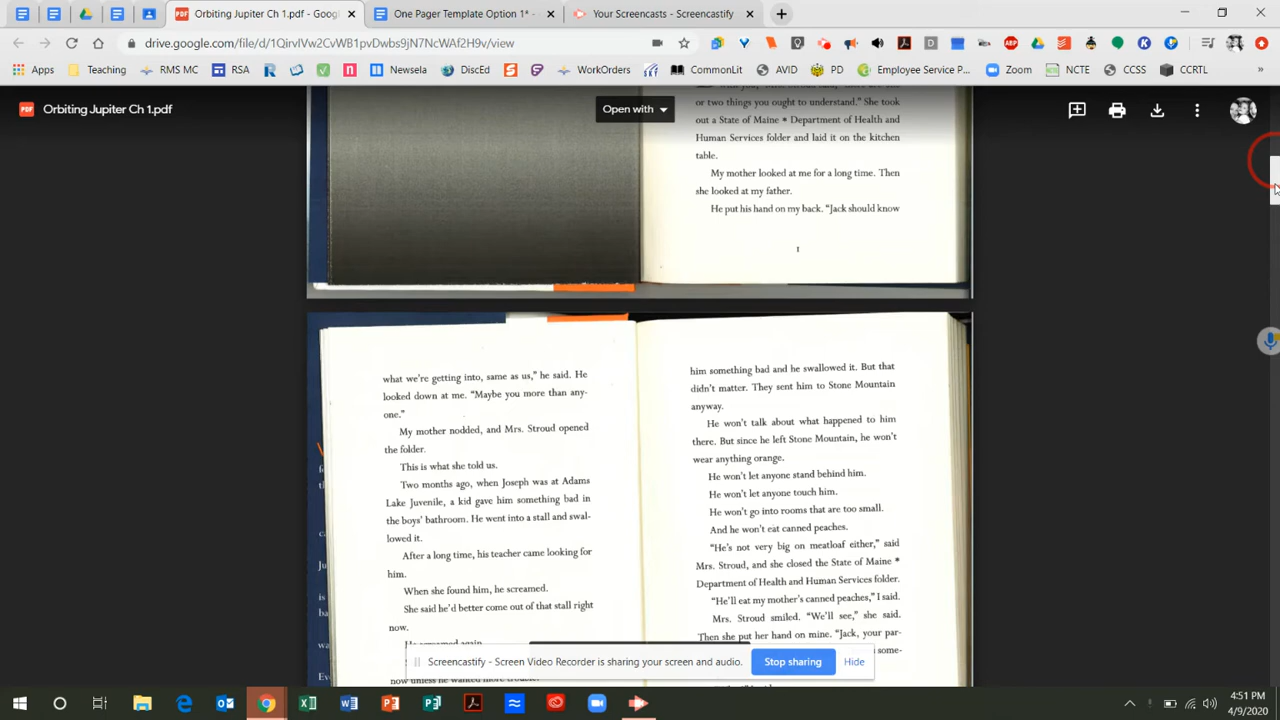 Orbiting Jupiter Ch 1.pdf - Googl
One Pager Template Option 1* -
Your Screencasts - Screencastify
drive.google.com/file/d/1QirvIVw2CvWB1pvDwbs9jN7NcWAf2H9v/view
Apps
Teaching
RMS MC
RSA
Newsela
DiscEd
WorkOrders
CommonLit
AVID
PD
Employee Service P...
Zoom
NCTE
CCSS
CCRTL
Orbiting Jupiter Ch 1.pdf
Open with
or two things you ought to understand." She took
out a State of Maine * Department of Health and
Human Services folder and laid it on the kitchen
table.
My mother looked at me for a long time. Then
she looked at my father.
He put his hand on my back. "Jack should know
1
what we're getting into, same as us," he said. He
looked down at me. "Maybe you more than any-
one."
My mother nodded, and Mrs. Stroud opened
the folder.
This is what she told us.
Two months ago, when Joseph was at Adams
Lake Juvenile, a kid gave him something bad in
the boys' bathroom. He went into a stall and swal-
lowed it.
After a long time, his teacher came looking for
him.
When she found him, he screamed.
She said he'd better come out of that stall right
now.
He screamed again.
now unless he wanted more trouble.
him something bad and he swallowed it. But that
didn't matter. They sent him to Stone Mountain
anyway.
He won't talk about what happened to him
there. But since he left Stone Mountain, he won't
wear anything orange.
He won't let anyone stand behind him.
He won't let anyone touch him.
He won't go into rooms that are too small.
And he won't eat canned peaches.
"He's not very big on meatloaf either," said
Mrs. Stroud, and she closed the State of Maine *
Department of Health and Human Services folder.
"He'll eat my mother's canned peaches," I said.
Mrs. Stroud smiled. "We'll see," she said.
Then she put her hand on mine. "Jack, your par-
some-
Screencastify - Screen Video Recorder is sharing your screen and audio.
Stop sharing
Hide
4:51 PM
4/9/2020